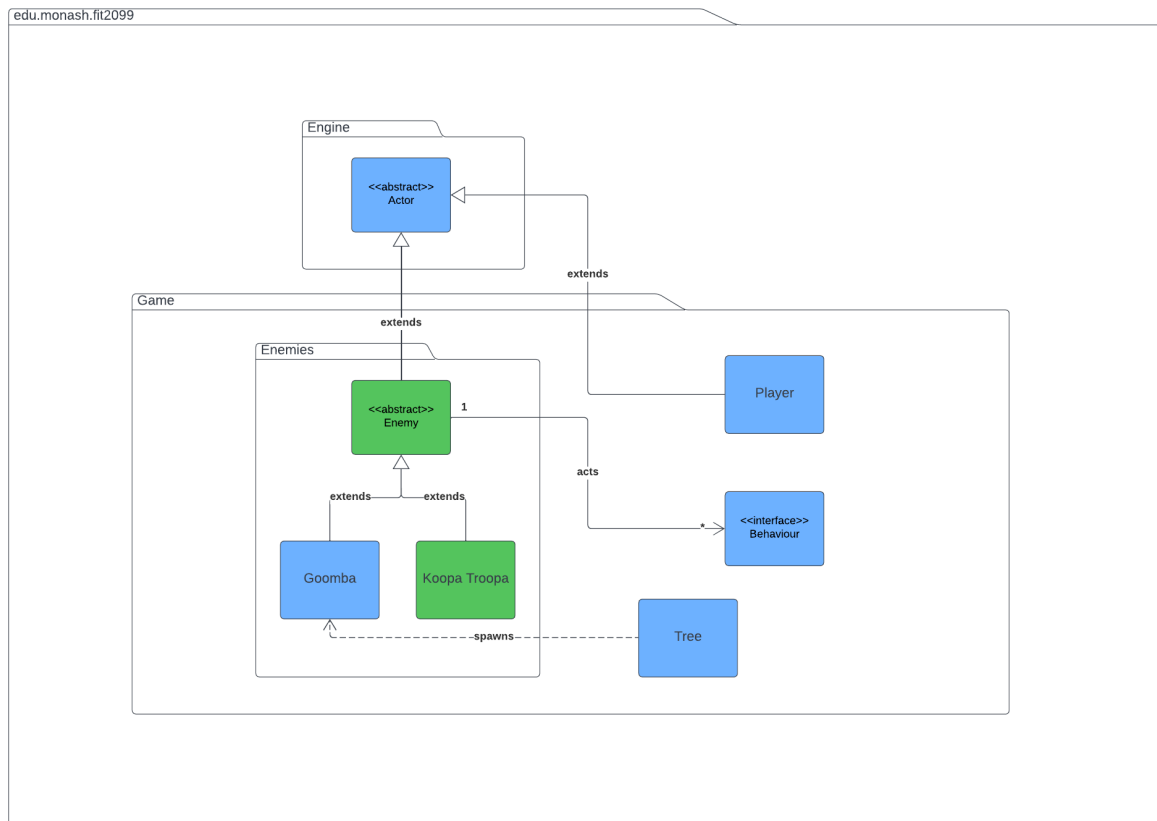 edu.monash.fit2099
Engine
<<abstract>>
Actor
extends
Game
extends
Enemies
Player
<<abstract>>
Enemy
1
acts
extends
extends
*
<<interface>>
Behaviour
Goomba
Koopa Troopa
spawns
Tree